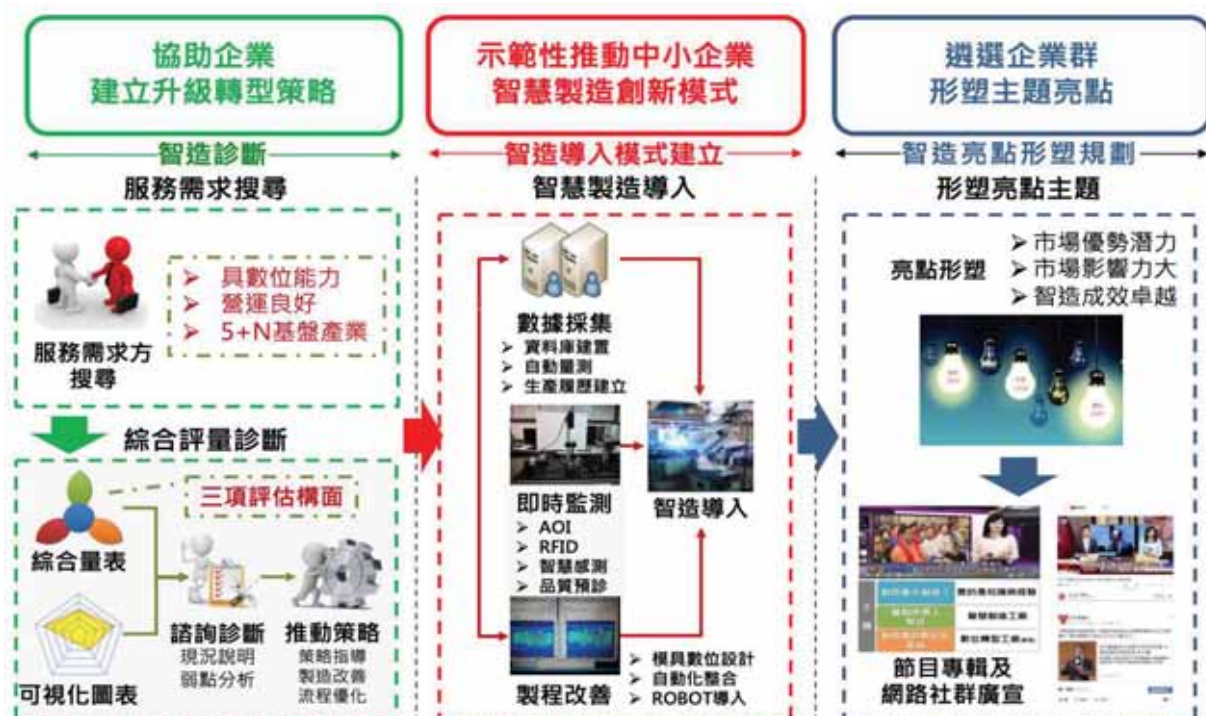 協助企業
建立升級轉型策略
智造診斷
服務需求搜尋
➢ 具數位能力
➢ 營運良好
➢ 5+N基盤產業
服務需求方
搜尋
綜合評量診斷
三項評估構面
綜合量表
可視化圖表
諮詢診斷
現況說明
弱點分析
推動策略
策略指導
製造改善
流程優化
示範性推動中小企業
智慧製造創新模式
智造導入模式建立
智慧製造導入
數據採集
➢ 資料庫建置
➢ 自動量測
➢ 生產履歷建立
即時監測
➢ AOI
➢ RFID
➢ 智慧感測
➢ 品質預診
智造導入
製程改善
➢ 模具數位設計
➢ 自動化整合
➢ ROBOT導入
遴選企業群
形塑主題亮點
智造亮點形塑規劃
形塑亮點主題
亮點形塑
➢ 市場優勢潛力
➢ 市場影響力大
➢ 智造成效卓越
智慧製造工廠
數位轉型工廠
節目專輯及
網路社群廣宣